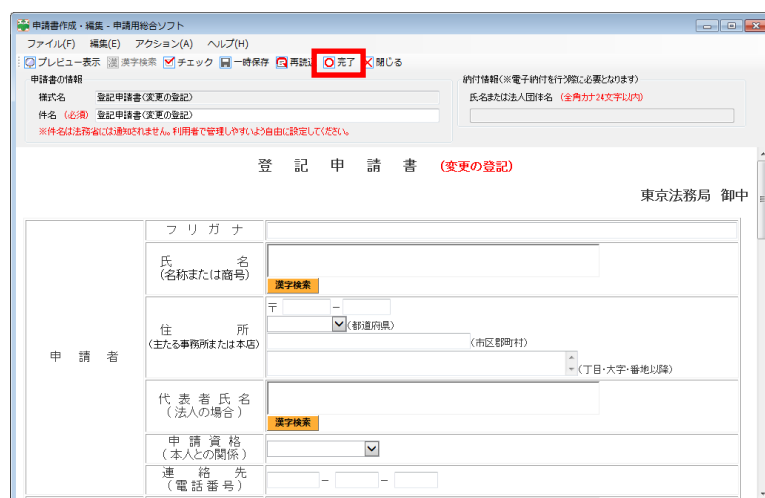 申請書作成・編集 - 申請用総合ソフト
ファイル(F) 編集(E) アクション(A) ヘルプ(H)
プレビュー表示 漢字検索 チェック 一時保存 再読込 完了 閉じる
申請書の情報
様式名 登記申請書(変更の登記)
件名 (必須) 登記申請書(変更の登記)
※件名は法務省には通知されません。利用者で管理しやすいよう自由に設定してください。
納付情報(※電子納付を行う際に必要となります)
氏名または法人団体名 (全角カナ24文字以内)
登 記 申 請 書 (変更の登記)
東京法務局 御中
申 請 者
フ リ ガ ナ
氏 名
(名称または商号)
漢字検索
住 所
(主たる事務所または本店)
〒 -
(都道府県)
(市区郡町村)
(丁目・大字・番地以降)
代 表 者 氏 名
(法人の場合)
漢字検索
申 請 資 格
(本人との関係)
連 絡 先
(電話番号)
- -